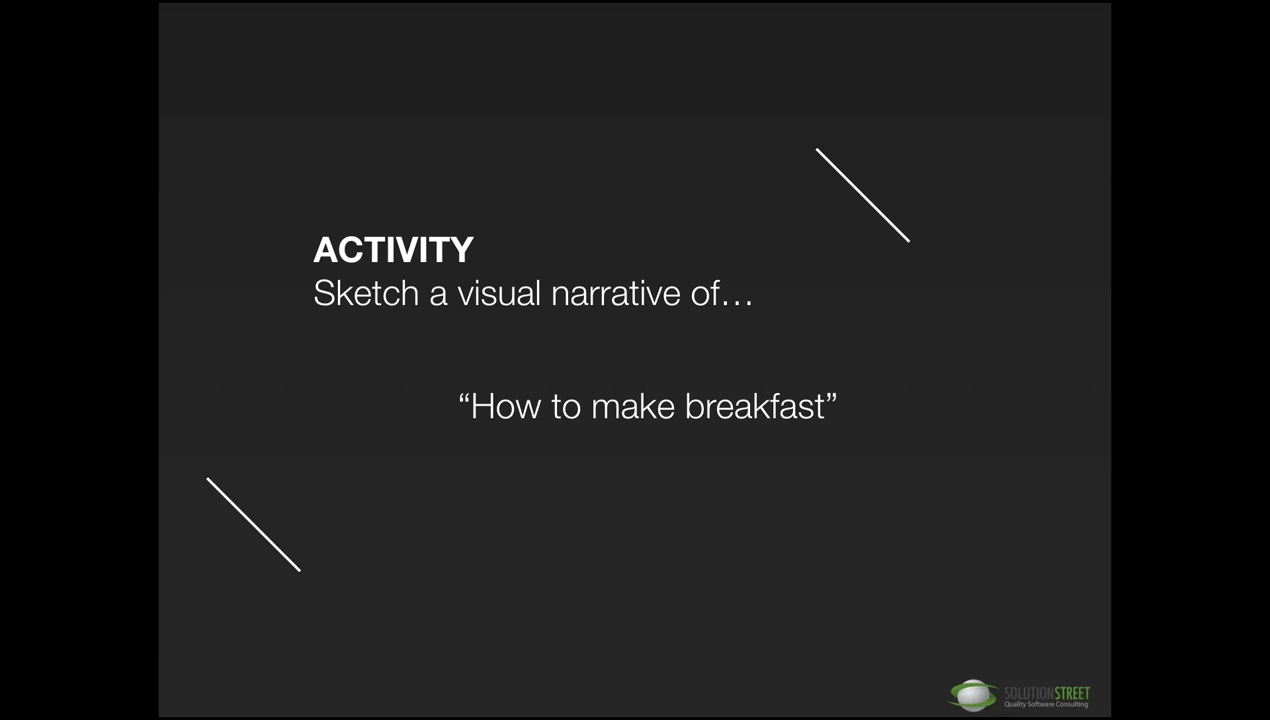 ACTIVITY
Sketch a visual narrative of…
“How to make breakfast”
SOLUTIONSTREET
Quality Software Consulting